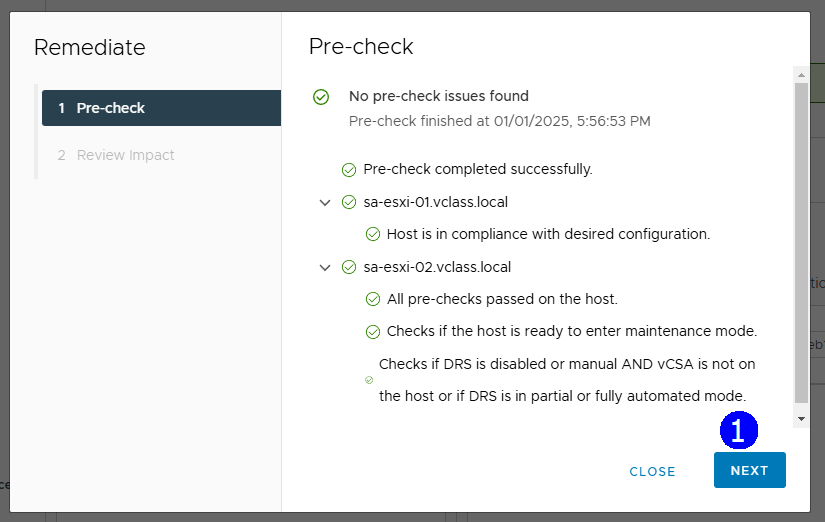 Remediate
1 Pre-check
2 Review Impact
Pre-check
No pre-check issues found
Pre-check finished at 01/01/2025, 5:56:53 PM
Pre-check completed successfully.
sa-esxi-01.vclass.local
Host is in compliance with desired configuration.
sa-esxi-02.vclass.local
All pre-checks passed on the host.
Checks if the host is ready to enter maintenance mode.
Checks if DRS is disabled or manual AND vCSA is not on
the host or if DRS is in partial or fully automated mode.
1
CLOSE
NEXT